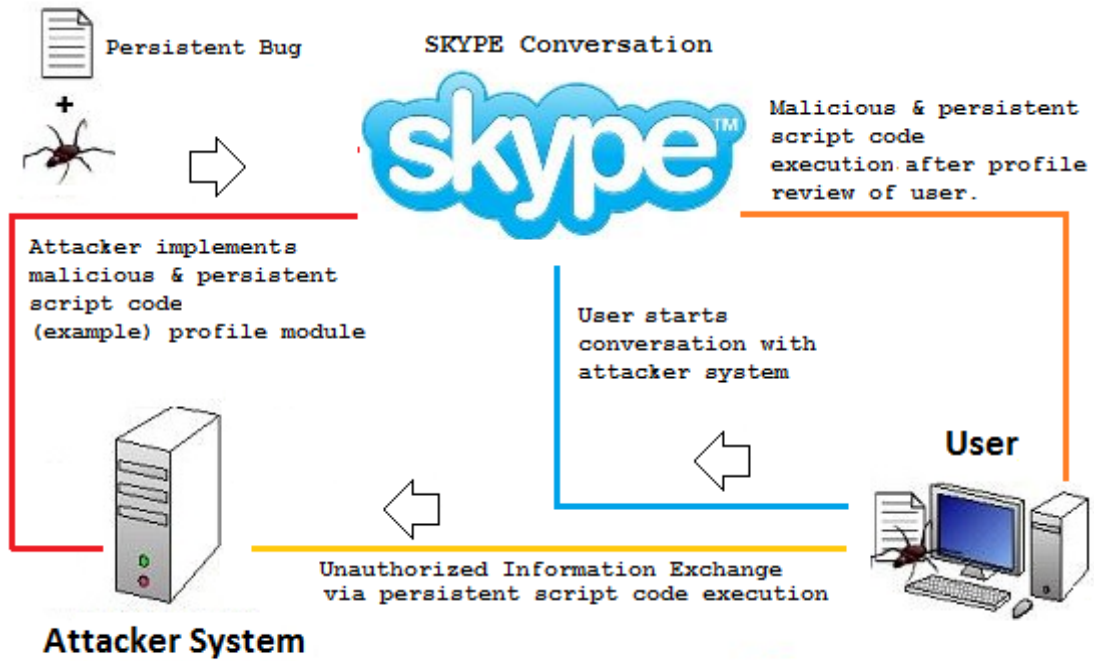 Persistent Bug
+
SKYPE Conversation
skype™
Malicious & persistent
script code
execution after profile
review of user.
Attacker implements
malicious & persistent
script code
(example) profile module
User starts
conversation with
attacker system
User
Unauthorized Information Exchange
via persistent script code execution
Attacker System